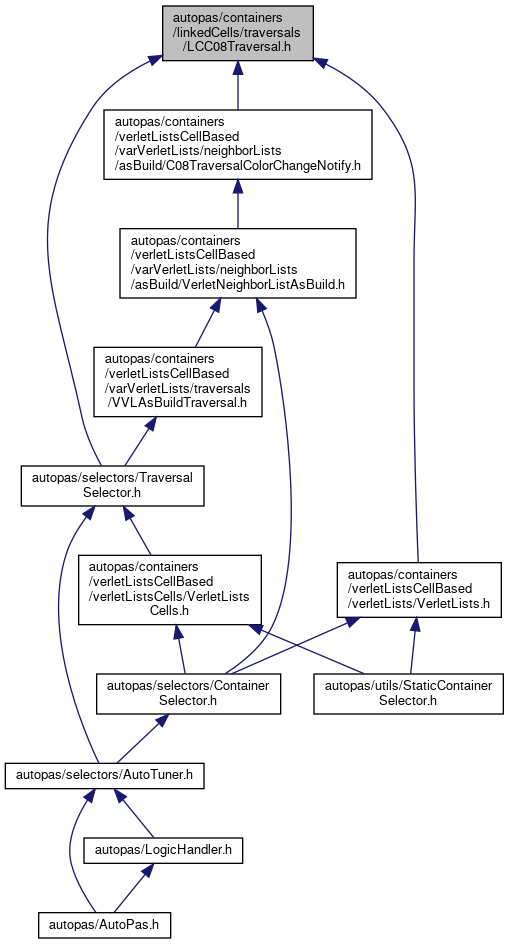 autopas/containers
/linkedCells/traversals
/LCC08Traversal.h
autopas/containers
/verletListsCellBased
/varVerletLists/neighborLists
/asBuild/C08TraversalColorChangeNotify.h
autopas/containers
/verletListsCellBased
/varVerletLists/neighborLists
/asBuild/VerletNeighborListAsBuild.h
autopas/containers
/verletListsCellBased
/varVerletLists/traversals
/VVLAsBuildTraversal.h
autopas/selectors/Traversal
Selector.h
autopas/containers
/verletListsCellBased
/verletListsCells/VerletLists
Cells.h
autopas/containers
/verletListsCellBased
/verletLists/VerletLists.h
autopas/selectors/Container
Selector.h
autopas/utils/StaticContainer
Selector.h
autopas/selectors/AutoTuner.h
autopas/LogicHandler.h
autopas/AutoPas.h